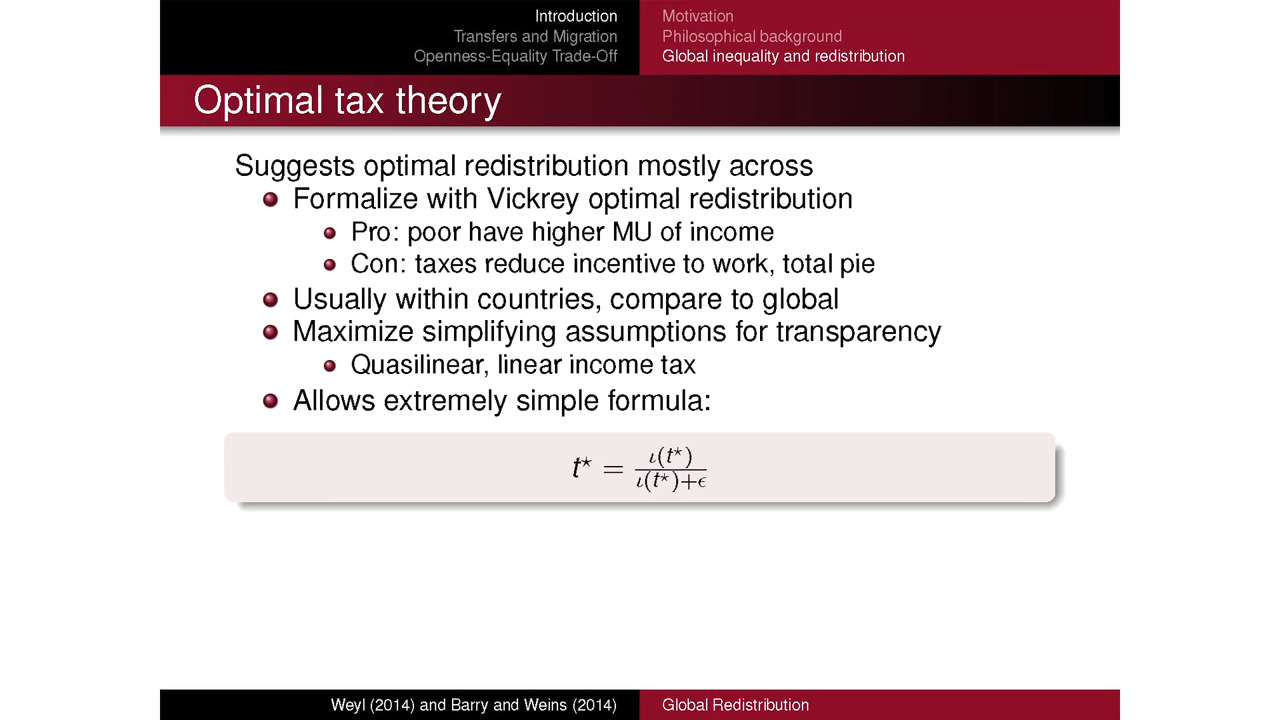 Introduction
Transfers and Migration
Openness-Equality Trade-Off
Motivation
Philosophical background
Global inequality and redistribution
Optimal tax theory
Suggests optimal redistribution mostly across
Formalize with Vickrey optimal redistribution
Pro: poor have higher MU of income
Con: taxes reduce incentive to work, total pie
Usually within countries, compare to global
Maximize simplifying assumptions for transparency
Quasilinear, linear income tax
Allows extremely simple formula:
t⋆ = ι(t⋆) / ι(t⋆)+ϵ
Weyl (2014) and Barry and Weins (2014)
Global Redistribution